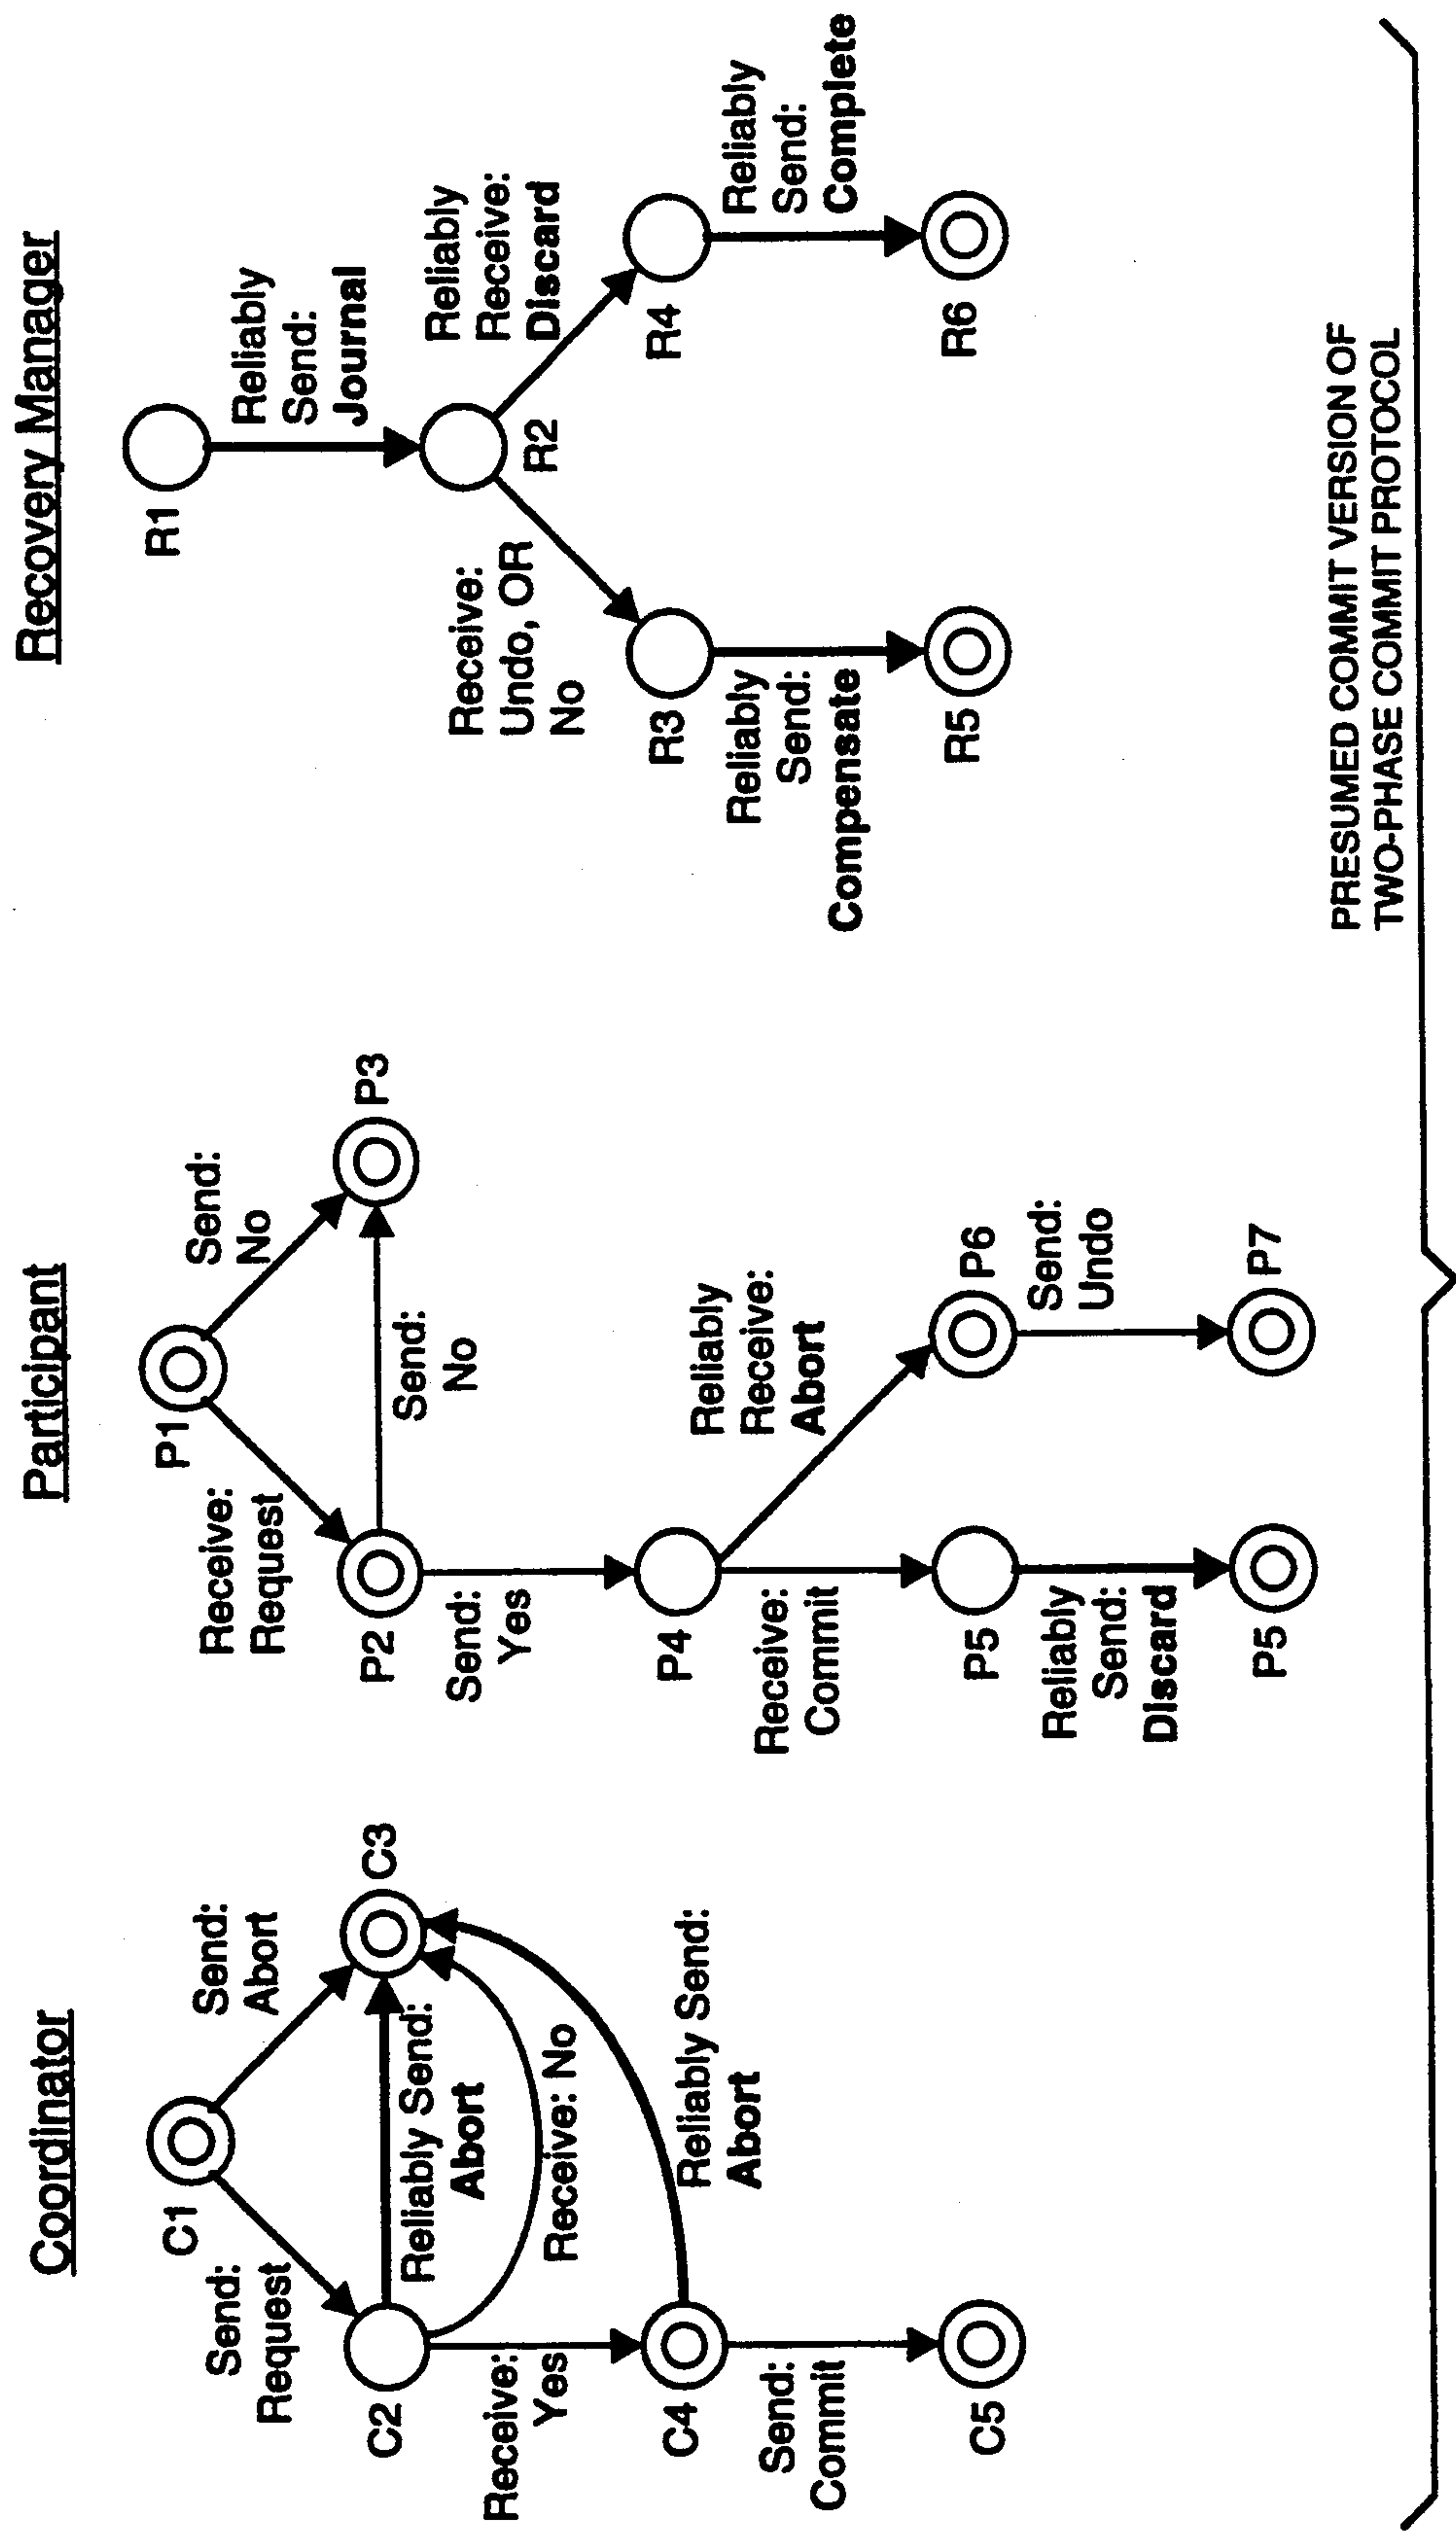 Coordinator
C1
Send:
Request
Send:
Abort
C2
C3
Reliably Send:
Abort
Receive: No
Receive:
Yes
Reliably Send:
Abort
C4
Send:
Commit
C5
Participant
P1
Receive:
Request
Send:
No
P2
P3
Send:
No
Send:
Yes
P4
Reliably
Receive:
Abort
Receive:
Commit
P5
P6
Reliably
Send:
Discard
Send:
Undo
P5
P7
Recovery Manager
R1
Reliably
Send:
Journal
R2
Receive:
Undo, OR
No
Reliably
Receive:
Discard
R3
R4
Reliably
Send:
Compensate
Reliably
Send:
Complete
R5
R6
PRESUMED COMMIT VERSION OF
TWO-PHASE COMMIT PROTOCOL